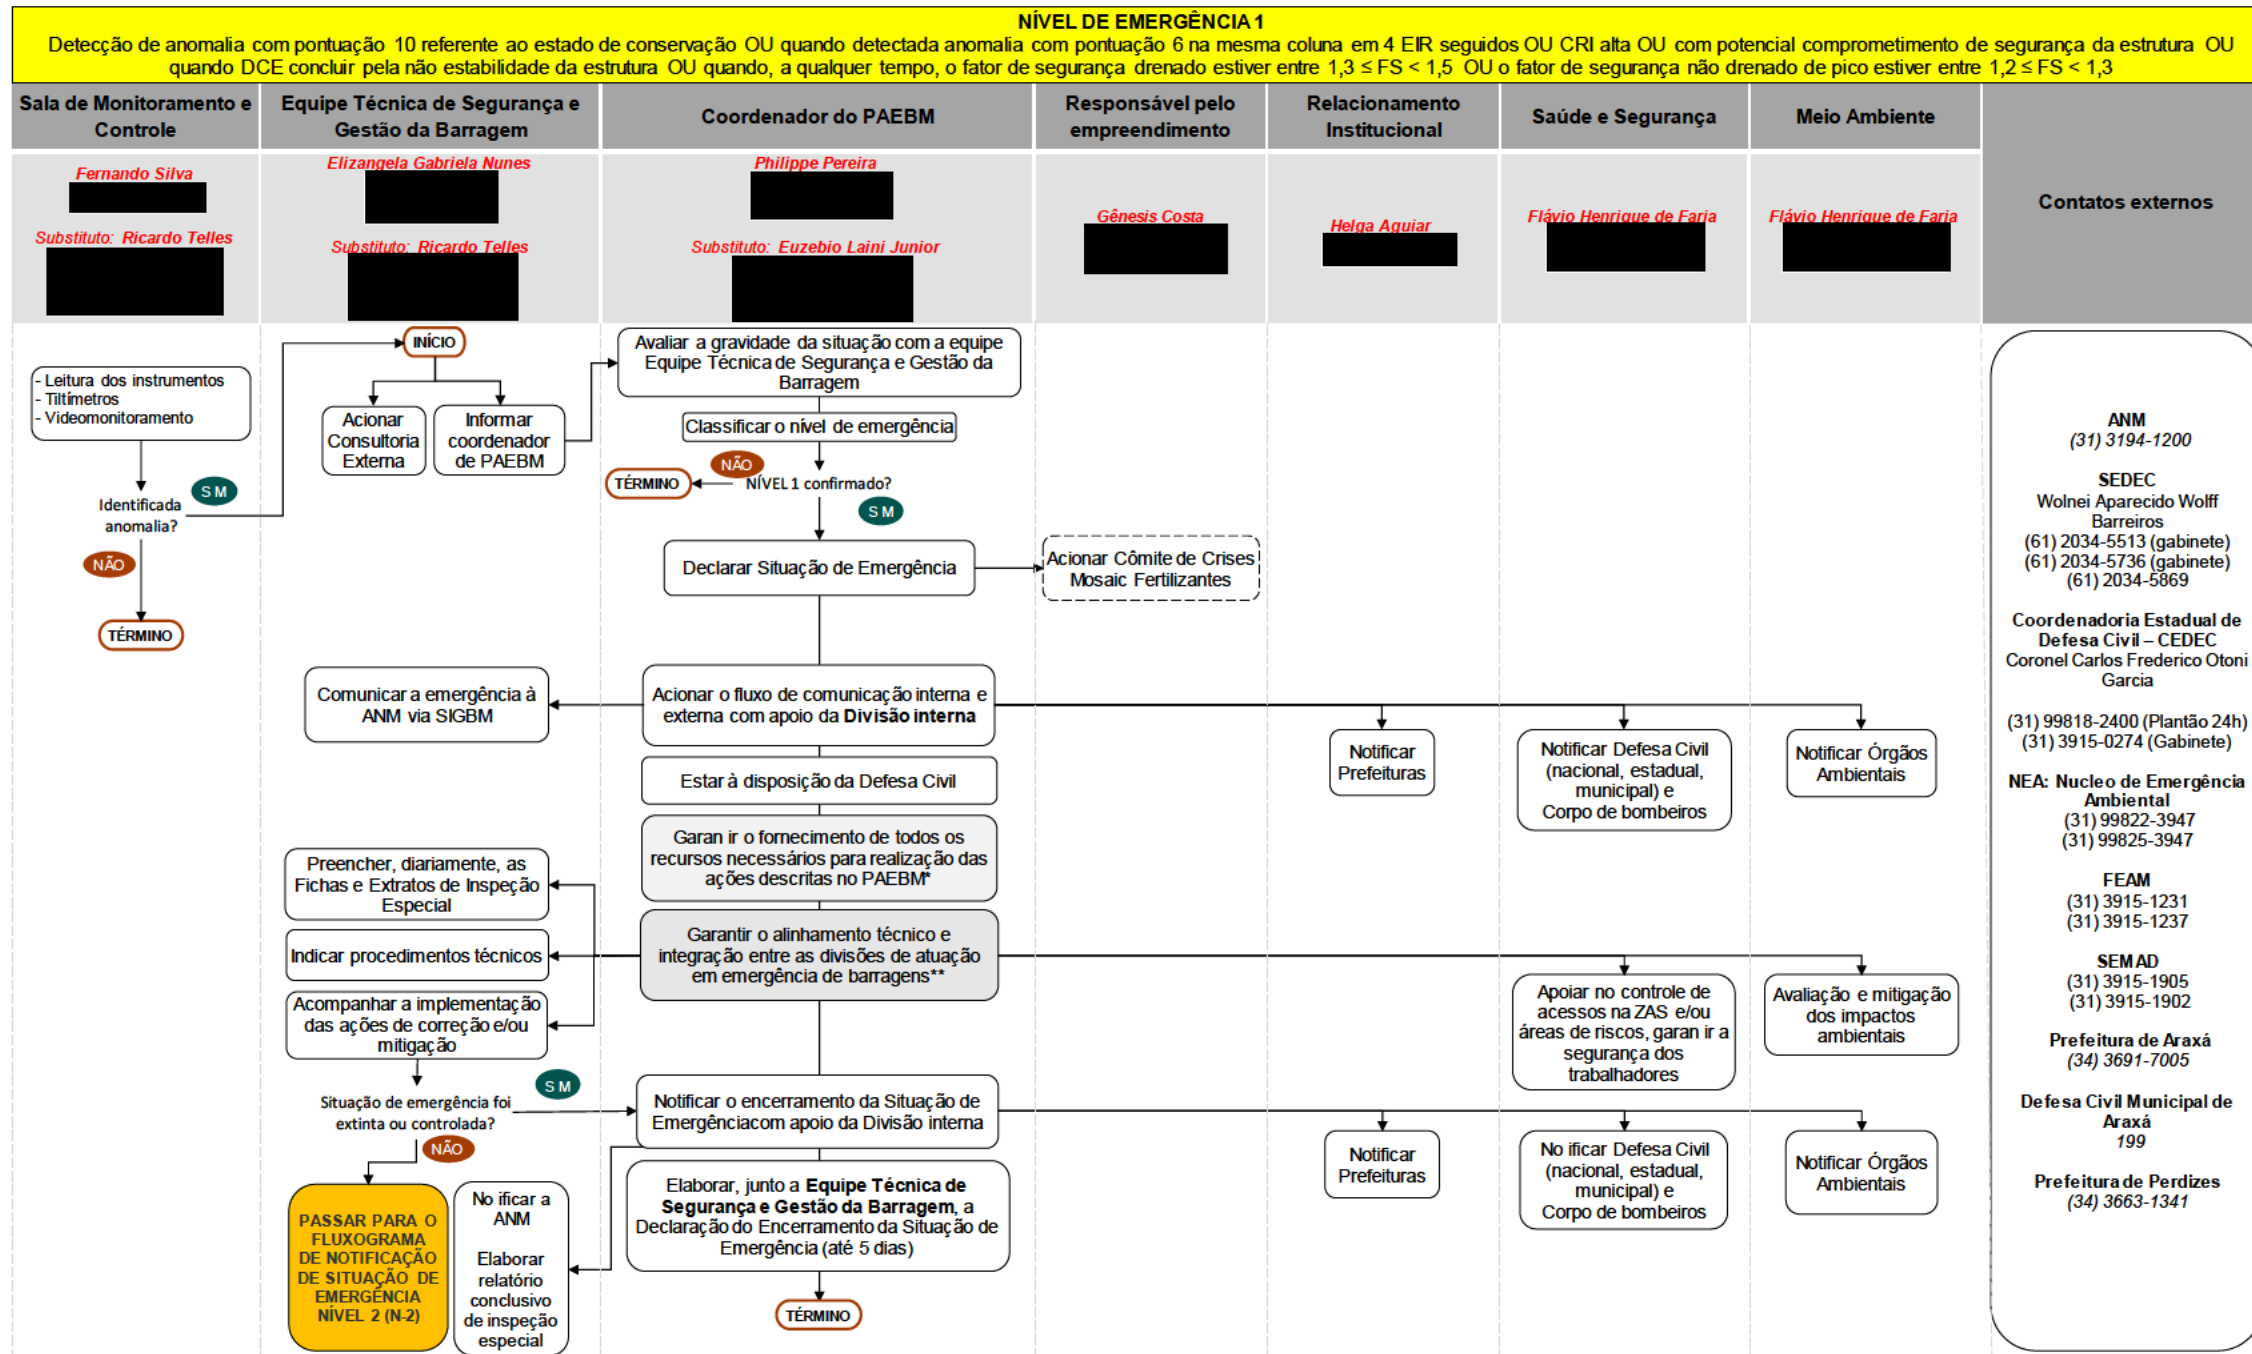 NÍVEL DE EMERGÊNCIA 1
Detecção de anomalia com pontuação 10 referente ao estado de conservação OU quando detectada anomalia com pontuação 6 na mesma coluna em 4 EIR seguidos OU CRI alta OU com potencial comprometimento de segurança da estrutura OU
quando DCE concluir pela não estabilidade da estrutura OU quando, a qualquer tempo, o fator de segurança drenado estiver entre 1,3 ≤ FS < 1,5 OU o fator de segurança não drenado de pico estiver entre 1,2 ≤ FS < 1,3
Sala de Monitoramento e
Controle
Equipe Técnica de Segurança e
Gestão da Barragem
Coordenador do PAEBM
Responsável pelo
empreendimento
Relacionamento
Institucional
Saúde e Segurança
Meio Ambiente
Contatos externos
Fernando Silva
Substituto: Ricardo Telles
Elizangela Gabriela Nunes
Substituto: Ricardo Telles
Philippe Pereira
Substituto: Euzebio Laini Junior
Gênesis Costa
Helga Aguiar
Flávio Henrique de Faria
Flávio Henrique de Faria
- Leitura dos instrumentos
- Tiltímetros
- Videomonitoramento
Identificada
anomalia?
S M
NÃO
TÉRMINO
INÍCIO
Acionar
Consultoria
Externa
Informar
coordenador
de PAEBM
Avaliar a gravidade da situação com a equipe
Equipe Técnica de Segurança e Gestão da
Barragem
Classificar o nível de emergência
NÍVEL 1 confirmado?
NÃO
TÉRMINO
S M
Declarar Situação de Emergência
Acionar Cômite de Crises
Mosaic Fertilizantes
Acionar o fluxo de comunicação interna e
externa com apoio da Divisão interna
Comunicar a emergência à
ANM via SIGBM
Notificar
Prefeituras
Notificar Defesa Civil
(nacional, estadual,
municipal) e
Corpo de bombeiros
Notificar Órgãos
Ambientais
Estar à disposição da Defesa Civil
Garan ir o fornecimento de todos os
recursos necessários para realização das
ações descritas no PAEBM*
Garantir o alinhamento técnico e
integração entre as divisões de atuação
em emergência de barragens**
Preencher, diariamente, as
Fichas e Extratos de Inspeção
Especial
Indicar procedimentos técnicos
Acompanhar a implementação
das ações de correção e/ou
mitigação
Apoiar no controle de
acessos na ZAS e/ou
áreas de riscos, garan ir a
segurança dos
trabalhadores
Avaliação e mitigação
dos impactos
ambientais
Situação de emergência foi
extinta ou controlada?
S M
NÃO
PASSAR PARA O
FLUXOGRAMA
DE NOTIFICAÇÃO
DE SITUAÇÃO DE
EMERGÊNCIA
NÍVEL 2 (N-2)
No ificar a
ANM
Elaborar
relatório
conclusivo
de inspeção
especial
Notificar o encerramento da Situação de
Emergênciacom apoio da Divisão interna
Elaborar, junto a Equipe Técnica de
Segurança e Gestão da Barragem, a
Declaração do Encerramento da Situação de
Emergência (até 5 dias)
TÉRMINO
Notificar
Prefeituras
No ificar Defesa Civil
(nacional, estadual,
municipal) e
Corpo de bombeiros
Notificar Órgãos
Ambientais
ANM
(31) 3194-1200
SEDEC
Wolnei Aparecido Wolff
Barreiros
(61) 2034-5513 (gabinete)
(61) 2034-5736 (gabinete)
(61) 2034-5869
Coordenadoria Estadual de
Defesa Civil – CEDEC
Coronel Carlos Frederico Otoni
Garcia
(31) 99818-2400 (Plantão 24h)
(31) 3915-0274 (Gabinete)
NEA: Nucleo de Emergência
Ambiental
(31) 99822-3947
(31) 99825-3947
FEAM
(31) 3915-1231
(31) 3915-1237
SEMAD
(31) 3915-1905
(31) 3915-1902
Prefeitura de Araxá
(34) 3691-7005
Defesa Civil Municipal de
Araxá
199
Prefeitura de Perdizes
(34) 3663-1341